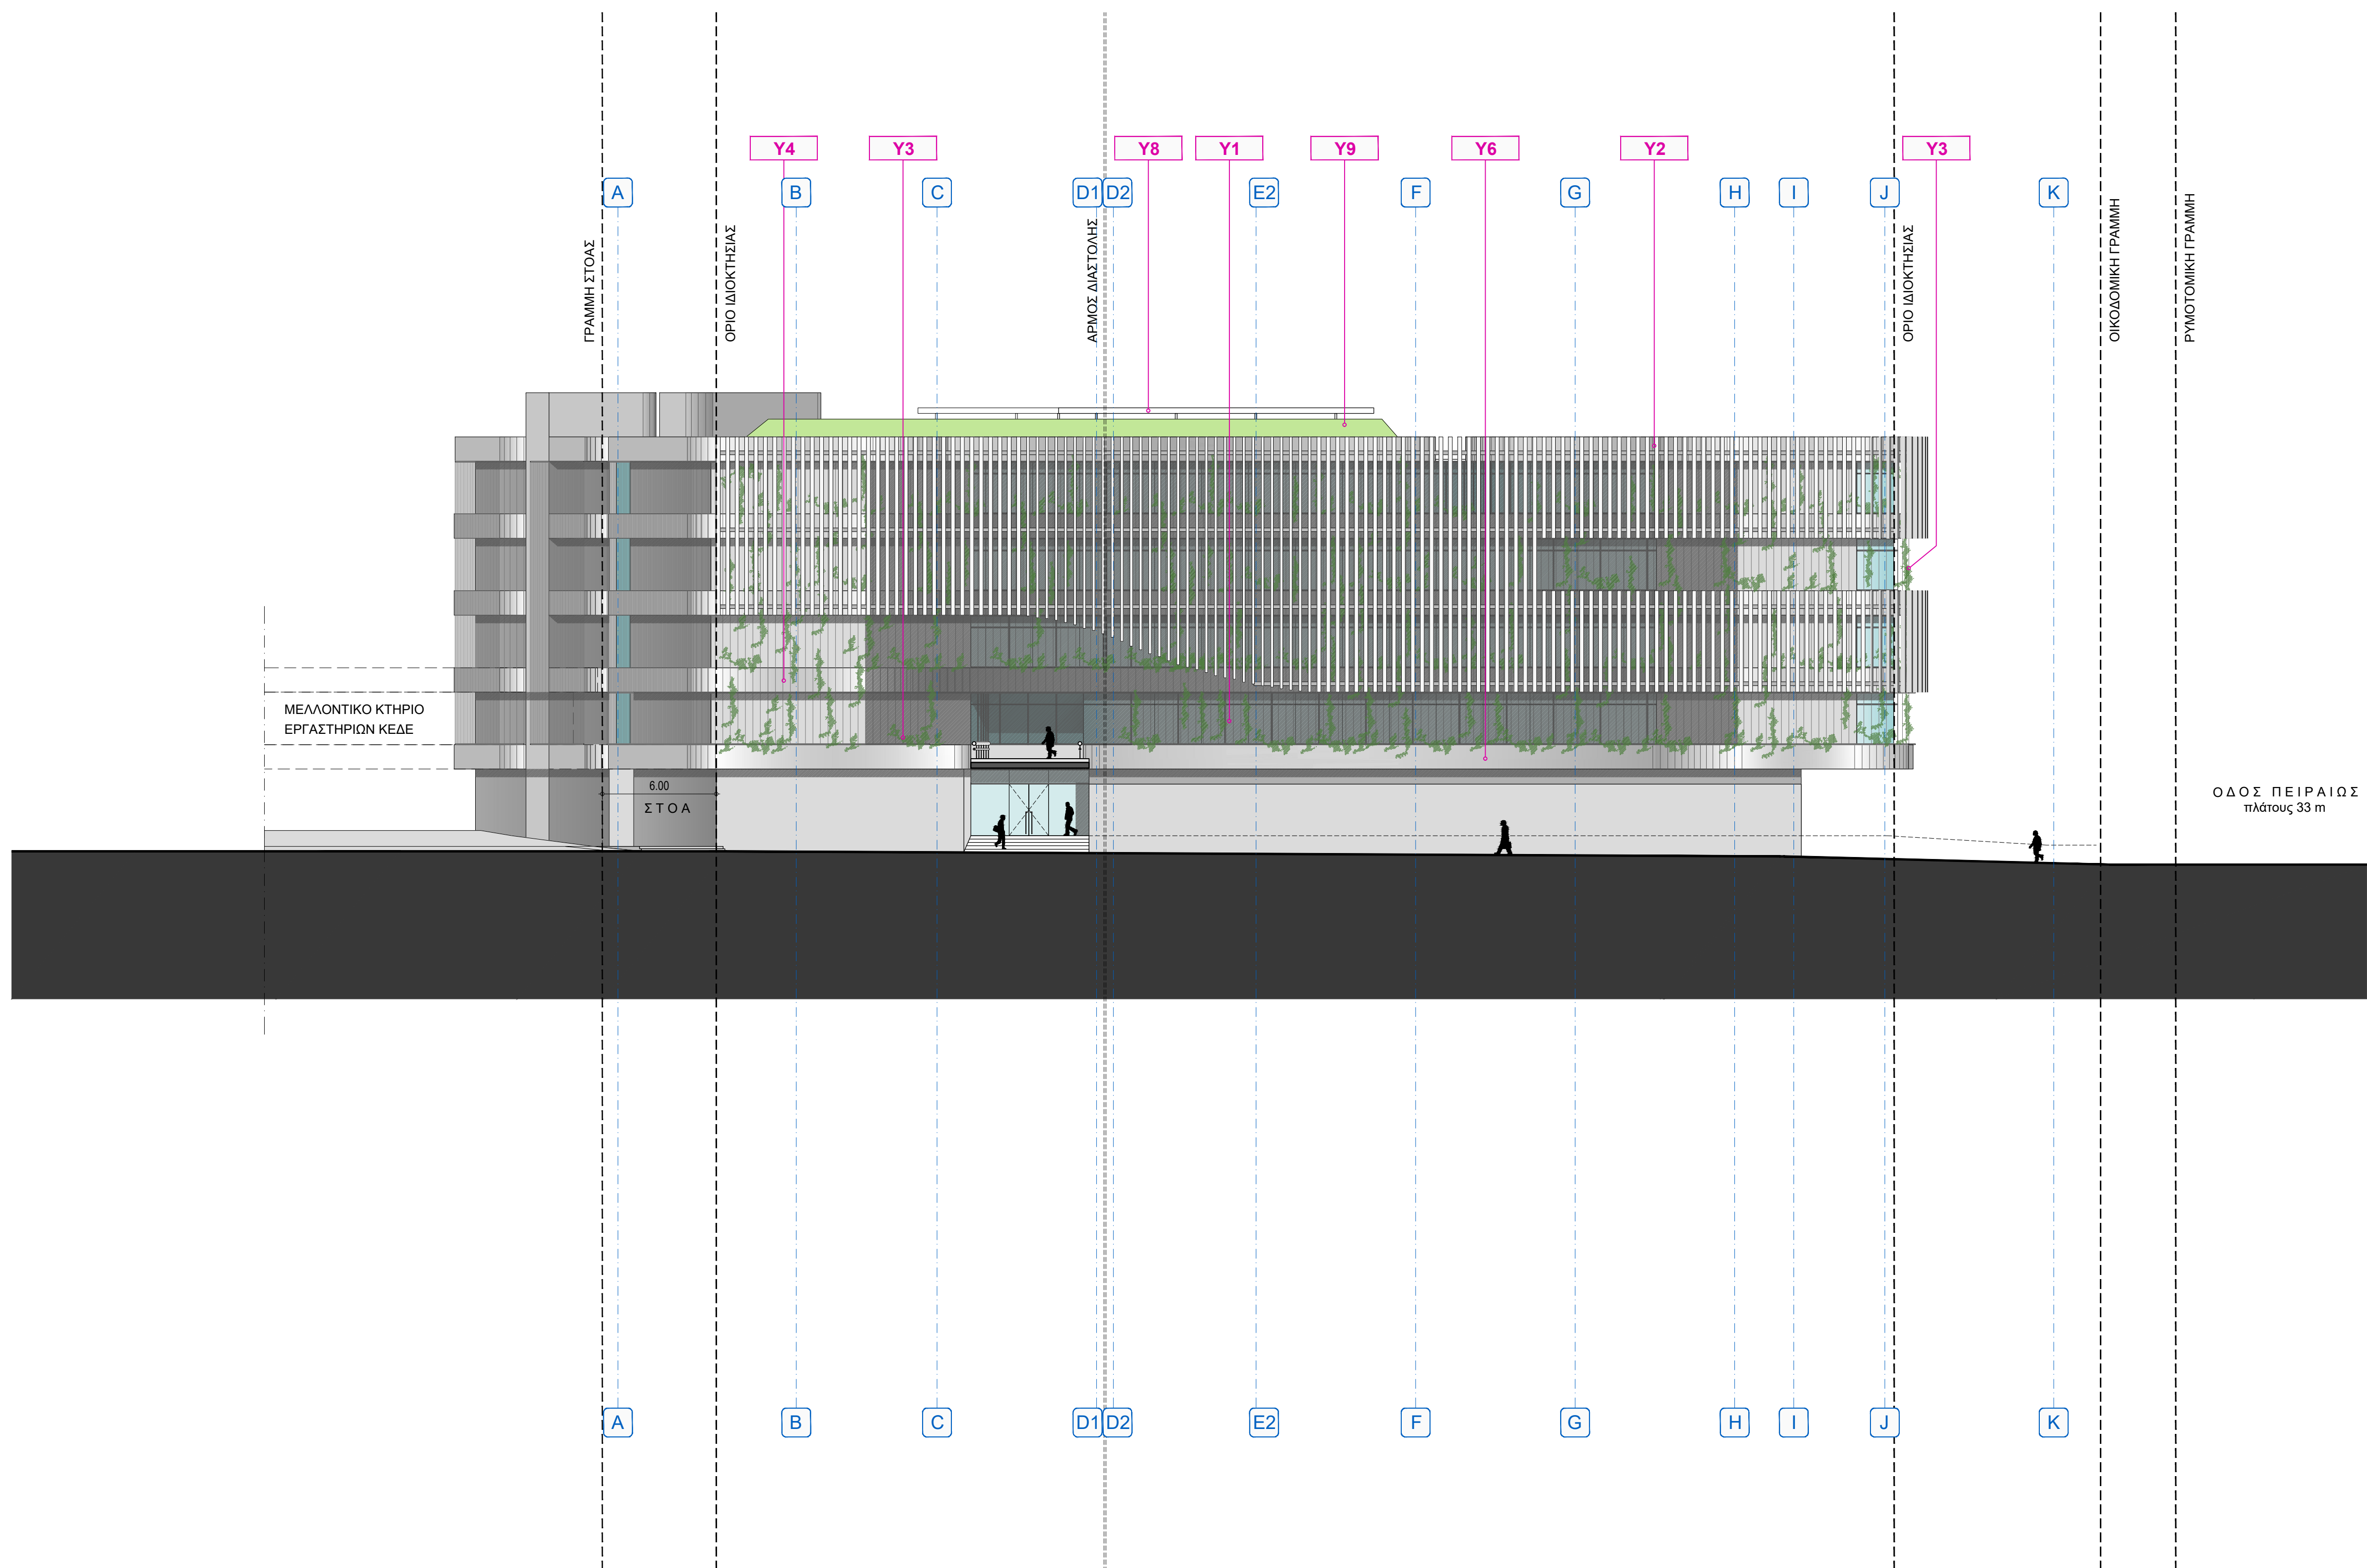 Y4 Y3 Y8 Y1 Y9 Y6 Y2 Y3
A B C D1 D2 E2 F G H I J K
ΓΡΑΜΜΗ ΣΤΟΑΣ
ΟΡΙΟ ΙΔΙΟΚΤΗΣΙΑΣ
ΑΡΜΟΣ ΔΙΑΣΤΟΛΗΣ
ΟΡΙΟ ΙΔΙΟΚΤΗΣΙΑΣ
ΟΙΚΟΔΟΜΙΚΗ ΓΡΑΜΜΗ
ΡΥΜΟΤΟΜΙΚΗ ΓΡΑΜΜΗ
ΜΕΛΛΟΝΤΙΚΟ ΚΤΗΡΙΟ
ΕΡΓΑΣΤΗΡΙΩΝ ΚΕΔΕ
6.00
ΣΤΟΑ
ΟΔΟΣ ΠΕΙΡΑΙΩΣ
πλάτους 33 m
A B C D1 D2 E2 F G H I J K